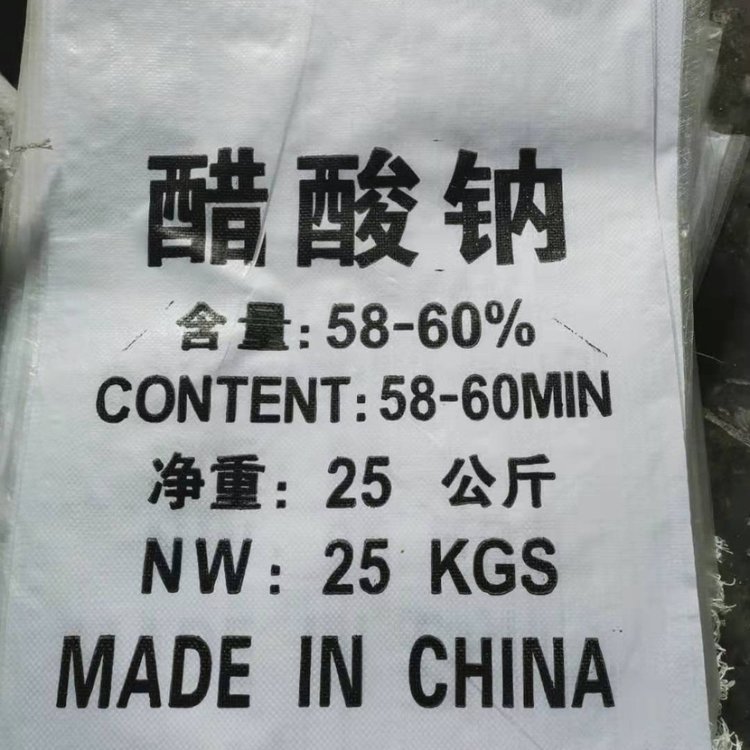 醋酸钠
含量:58-60%
CONTENT:58-60MIN
净重:25 公斤
NW:25 KGS
MADE IN CHINA